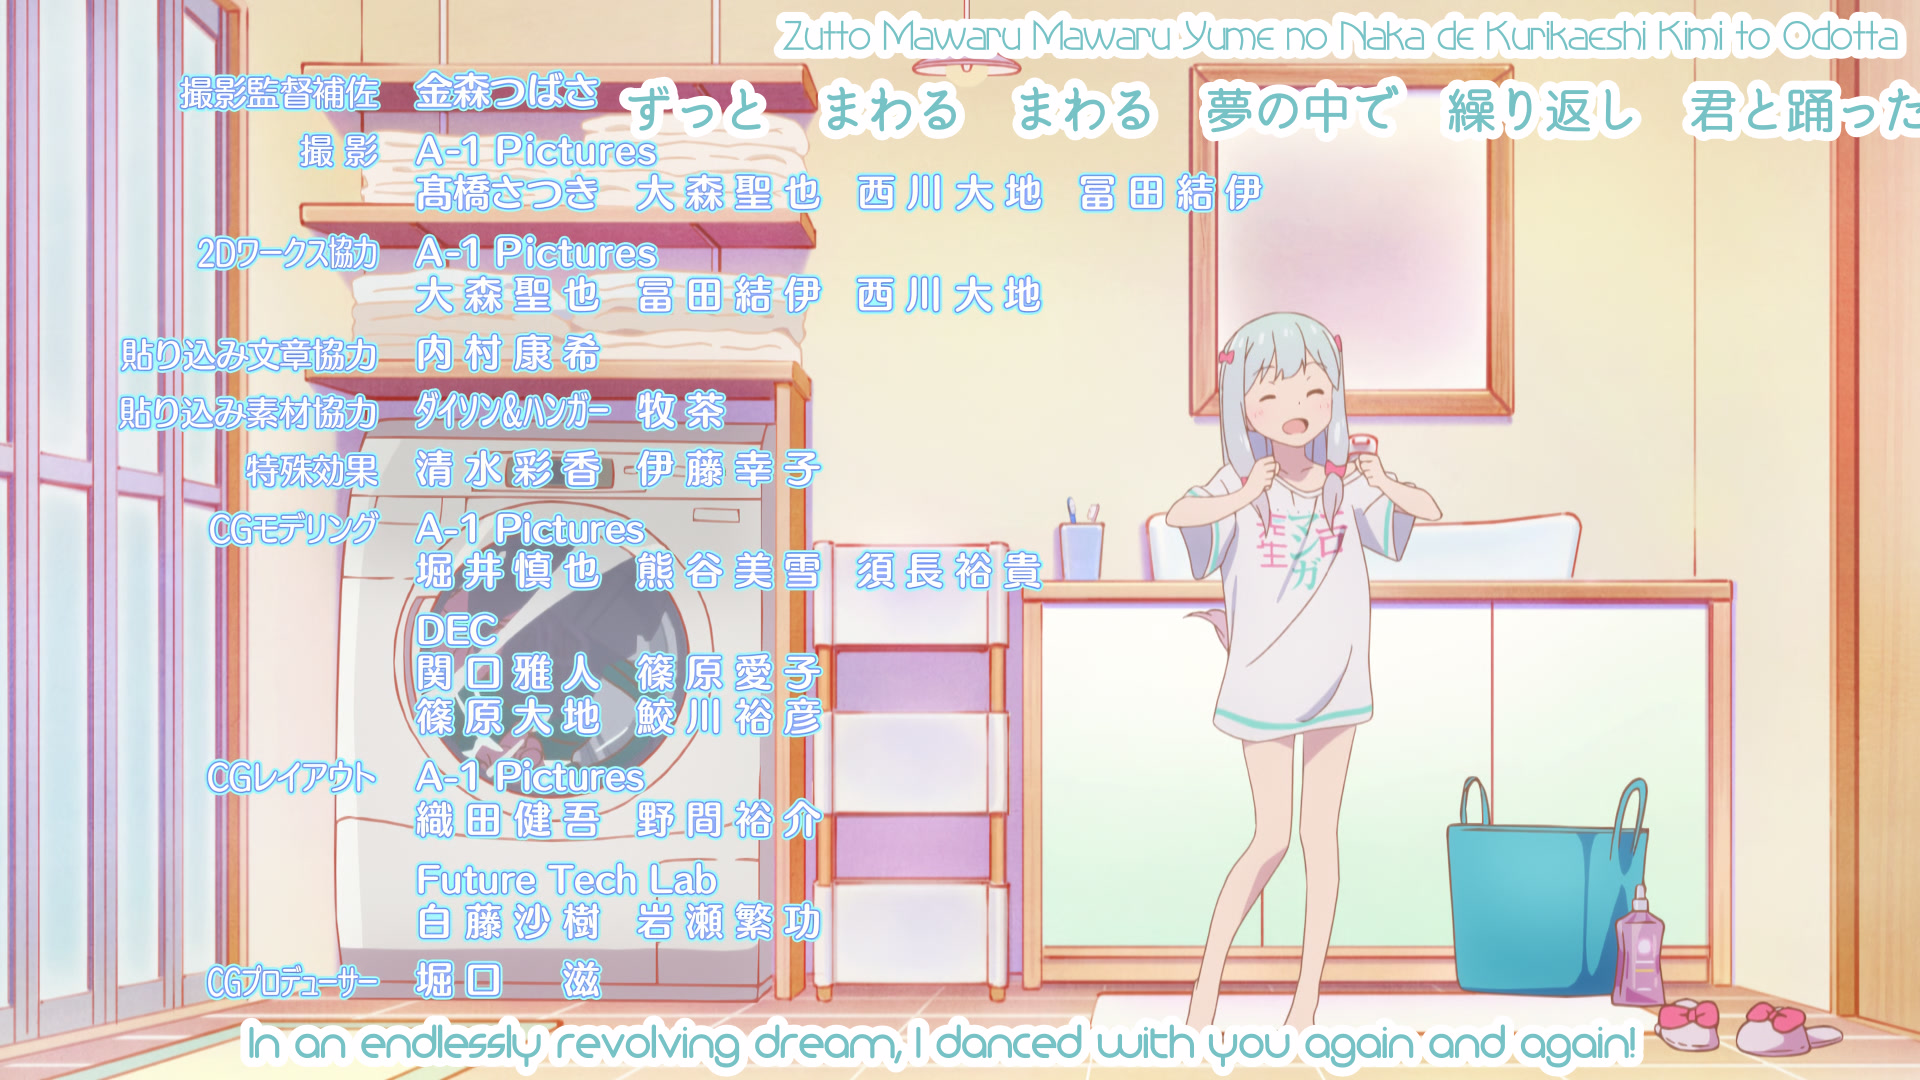 Zutto Mawaru Mawaru Yume no Naka de Kurikaeshi Kimi to Odotta
ずっと　まわる　まわる　夢の中で　繰り返し　君と踊った
撮影監督補佐　金森つばさ
撮影　A-1 Pictures
髙橋さつき　大森聖也　西川大地　冨田結伊
2Dワークス協力　A-1 Pictures
大森聖也　冨田結伊　西川大地
貼り込み文章協力　内村康希
貼り込み素材協力　ダイソン&ハンガー　牧茶
特殊効果　清水彩香　伊藤幸子
CGモデリング　A-1 Pictures
堀井慎也　熊谷美雪　須長裕貴
DEC
関口雅人　篠原愛子
篠原大地　鮫川裕彦
CGレイアウト　A-1 Pictures
織田健吾　野間裕介
Future Tech Lab
白藤沙樹　岩瀬繁功
CGプロデューサー　堀口　滋
マンガ
In an endlessly revolving dream, I danced with you again and again!